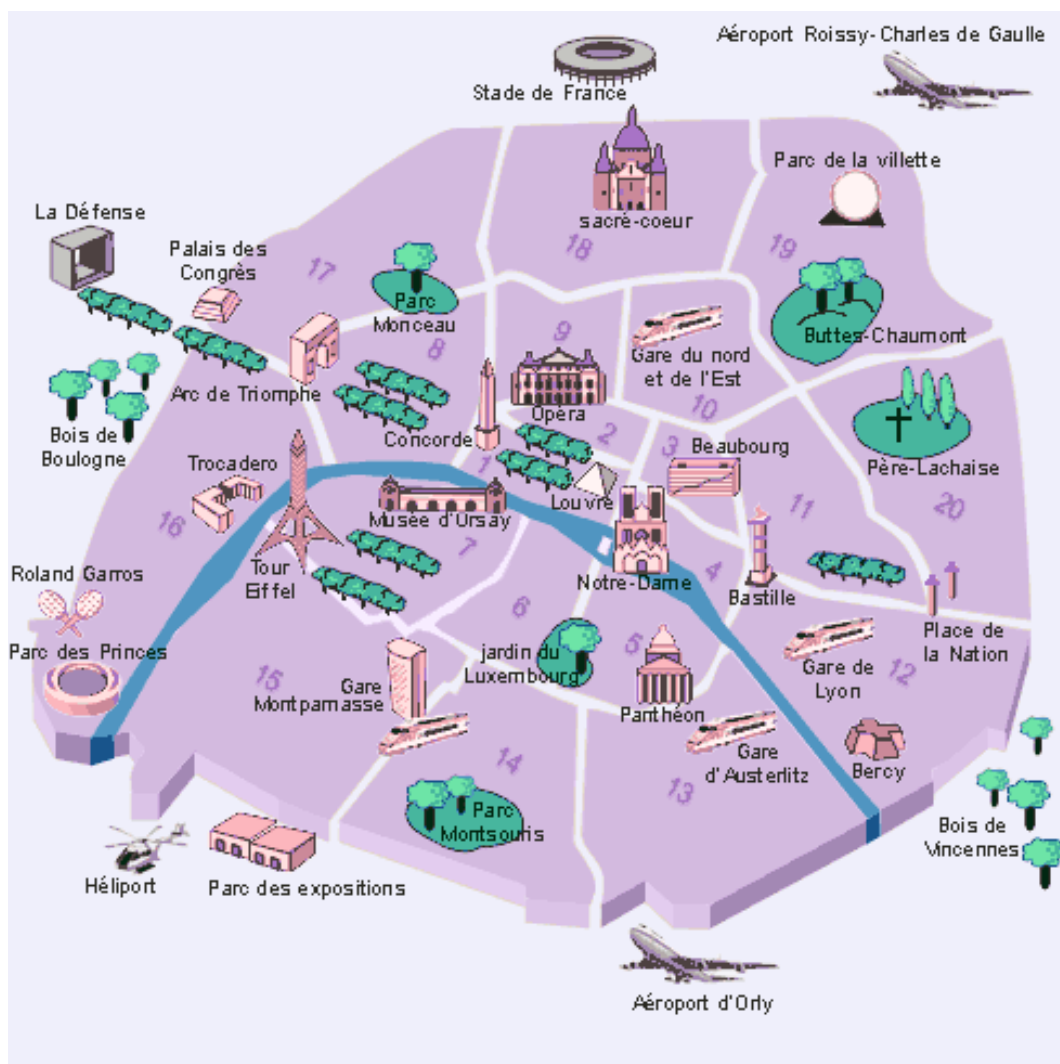 Aéroport Roissy-Charles de Gaulle
Stade de France
Parc de la villette
sacré-coeur
La Défense
Palais des
Congrès
17
18
19
Parc
Monceau
8
9
Gare du nord
et de l'Est
Buttes-Chaumont
Arc de Triomphe
Opéra
10
Bois de
Boulogne
Concorde
2
3
Beaubourg
Trocadero
1
Louvre
Père-Lachaise
Musée d'Orsay
16
7
11
20
Tour
Eiffel
Notre-Dame
4
Bastille
Roland Garros
6
5
Place de
la Nation
Parc des Princes
jardin du
Luxembourg
15
Gare
Montparnasse
Gare de
Lyon
12
Panthéon
14
13
Gare
d'Austerlitz
Bercy
Parc
Montsouris
Bois de
Vincennes
Héliport
Parc des expositions
Aéroport d'Orly